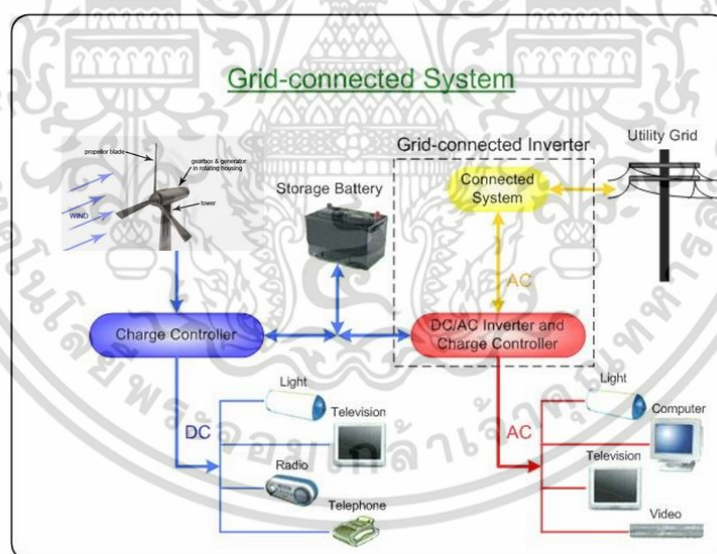 Grid-connected System
propellor blade
gearbox & generator
in rotating housing
tower
WIND
Storage Battery
Grid-connected Inverter
Utility Grid
Connected
System
AC
Charge Controller
DC/AC Inverter and
Charge Controller
DC
Light
Television
Radio
Telephone
AC
Light
Computer
Television
Video